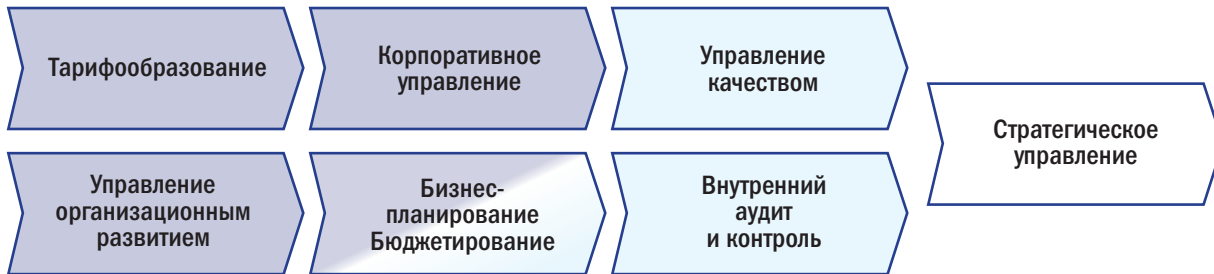 Тарифообразование
Корпоративное
управление
Управление
качеством
Стратегическое
управление
Управление
организационным
развитием
Бизнес-
планирование
Бюджетирование
Внутренний
аудит
и контроль